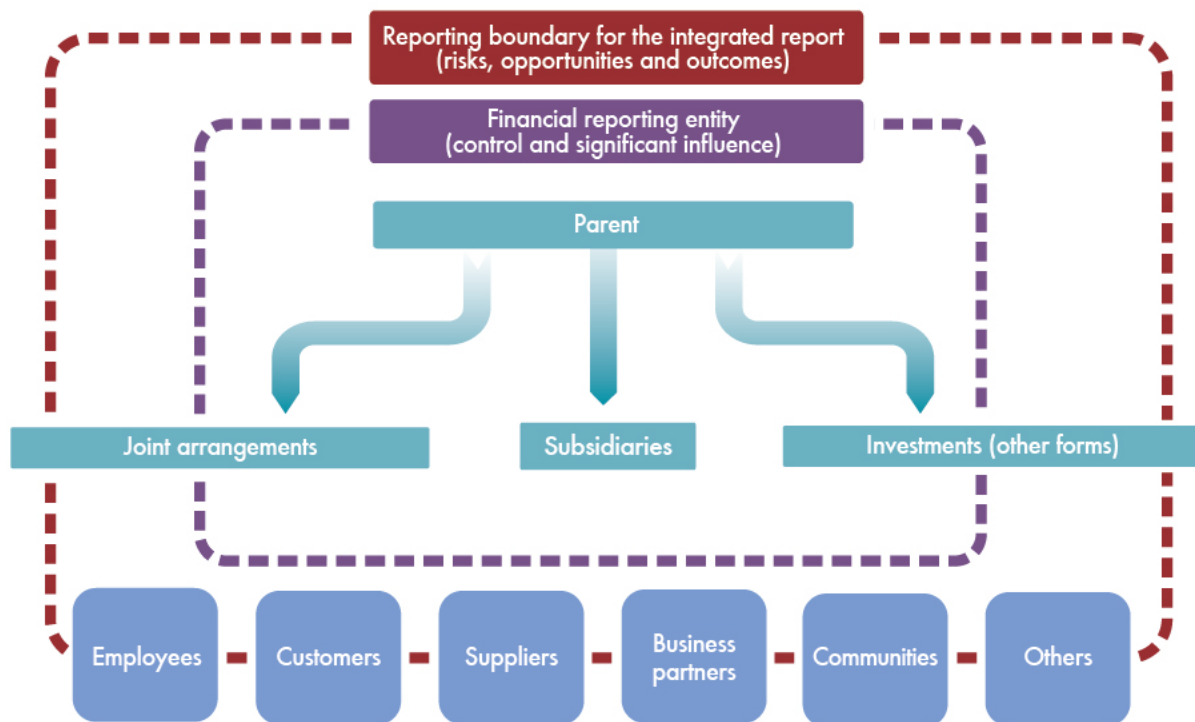 Reporting boundary for the integrated report
(risks, opportunities and outcomes)
Financial reporting entity
(control and significant influence)
Parent
Joint arrangements
Subsidiaries
Investments (other forms)
Employees
Customers
Suppliers
Business
partners
Communities
Others